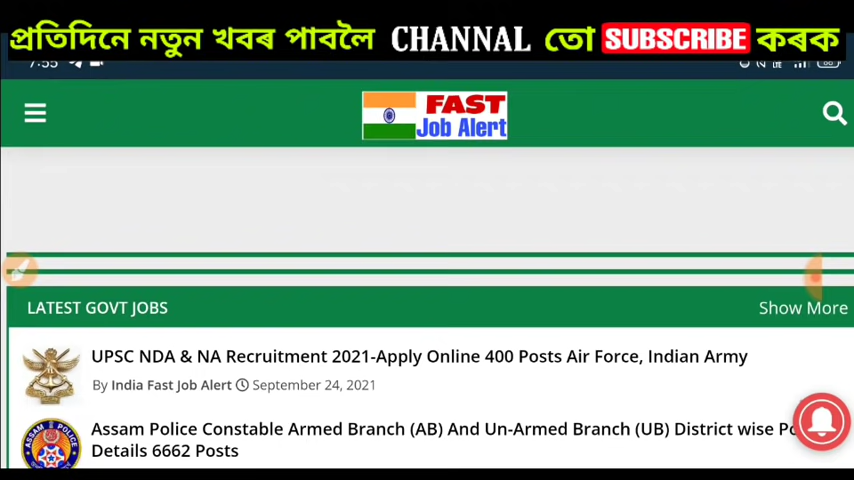 প্ৰতিদিনে নতুন খবৰ পাবলৈ CHANNAL তো SUBSCRIBE কৰক
7:55
FAST
Job Alert
LATEST GOVT JOBS
Show More
UPSC NDA & NA Recruitment 2021-Apply Online 400 Posts Air Force, Indian Army
By India Fast Job Alert September 24, 2021
Assam Police Constable Armed Branch (AB) And Un-Armed Branch (UB) District wise
Details 6662 Posts
ASSAM POLICE